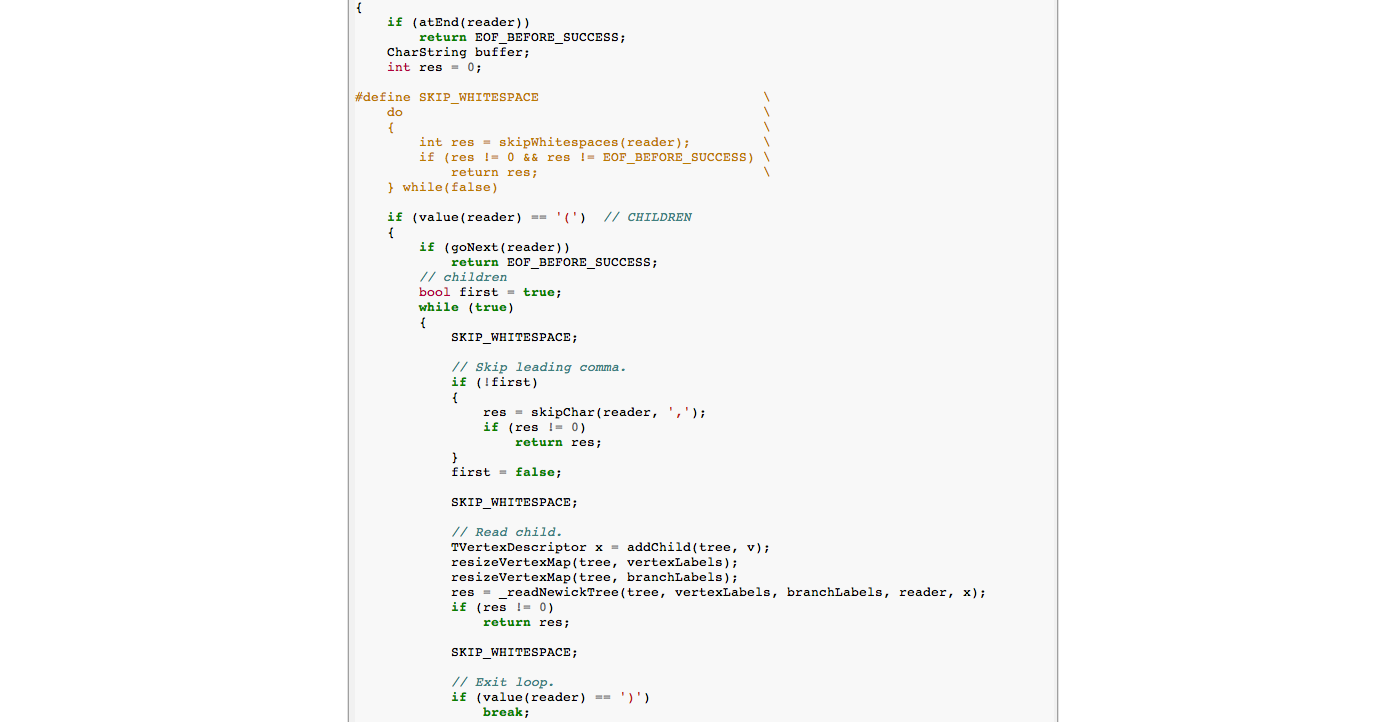 {
    if (atEnd(reader))
        return EOF_BEFORE_SUCCESS;
    CharString buffer;
    int res = 0;

#define SKIP_WHITESPACE                            \
    do                                             \
    {                                              \
        int res = skipWhitespaces(reader);         \
        if (res != 0 && res != EOF_BEFORE_SUCCESS) \
            return res;                            \
    } while(false)

    if (value(reader) == '(')  // CHILDREN
    {
        if (goNext(reader))
            return EOF_BEFORE_SUCCESS;
        // children
        bool first = true;
        while (true)
        {
            SKIP_WHITESPACE;

            // Skip leading comma.
            if (!first)
            {
                res = skipChar(reader, ',');
                if (res != 0)
                    return res;
            }
            first = false;

            SKIP_WHITESPACE;

            // Read child.
            TVertexDescriptor x = addChild(tree, v);
            resizeVertexMap(tree, vertexLabels);
            resizeVertexMap(tree, branchLabels);
            res = _readNewickTree(tree, vertexLabels, branchLabels, reader, x);
            if (res != 0)
                return res;

            SKIP_WHITESPACE;

            // Exit loop.
            if (value(reader) == ')')
                break;